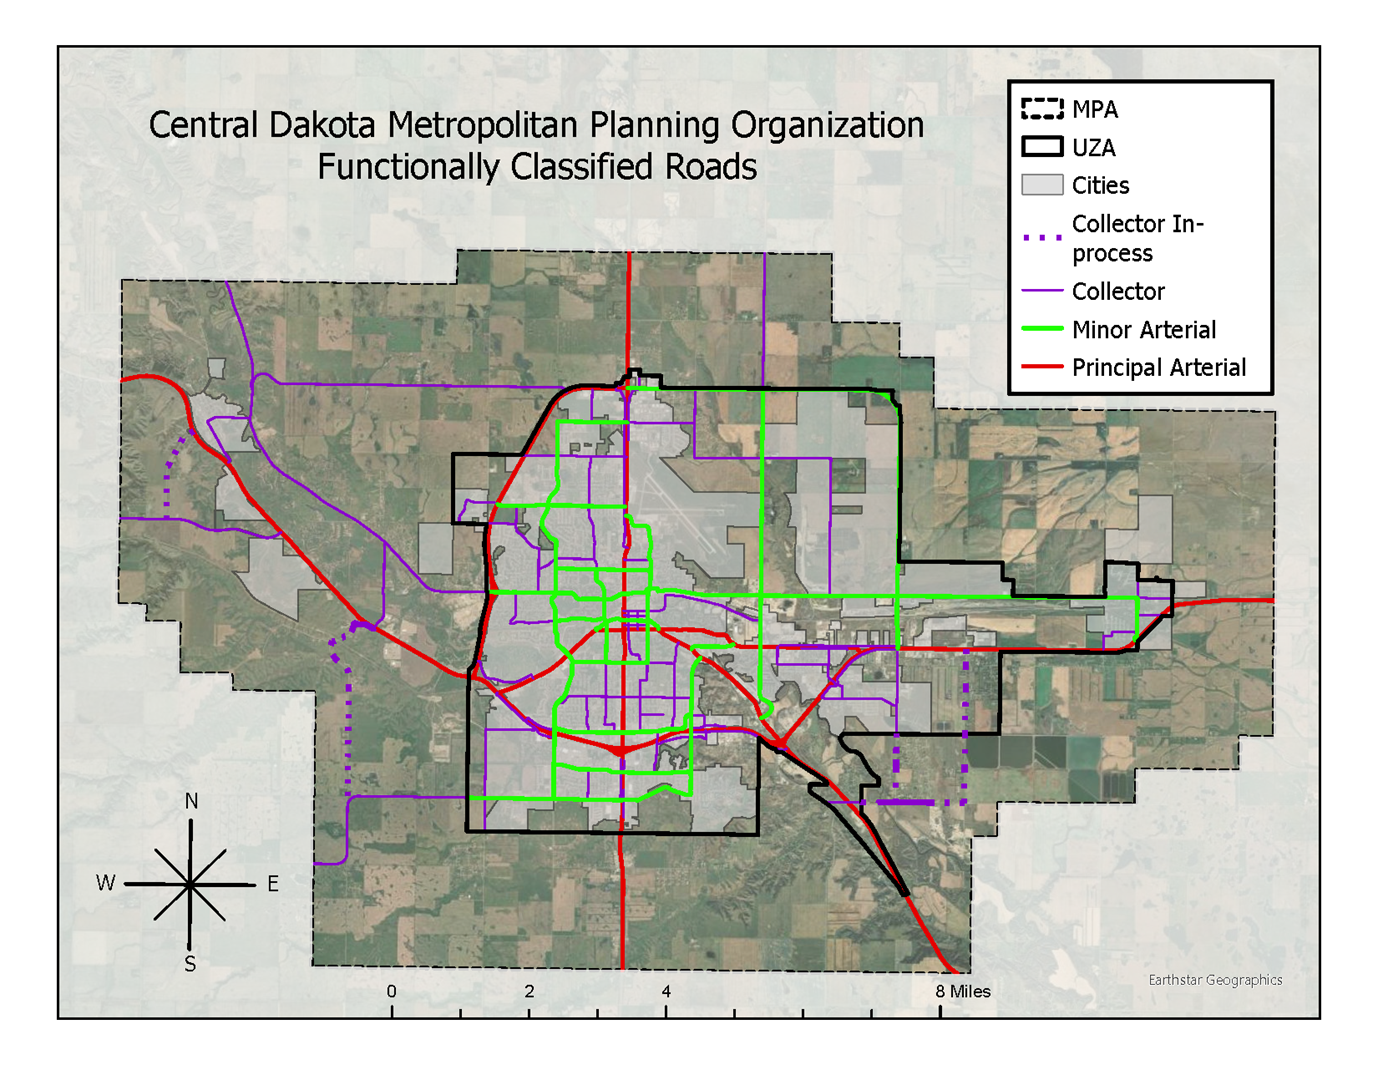 Central Dakota Metropolitan Planning Organization
Functionally Classified Roads
MPA
UZA
Cities
Collector In-
process
Collector
Minor Arterial
Principal Arterial
N
W E
S
0 2 4 8 Miles
Earthstar Geographics